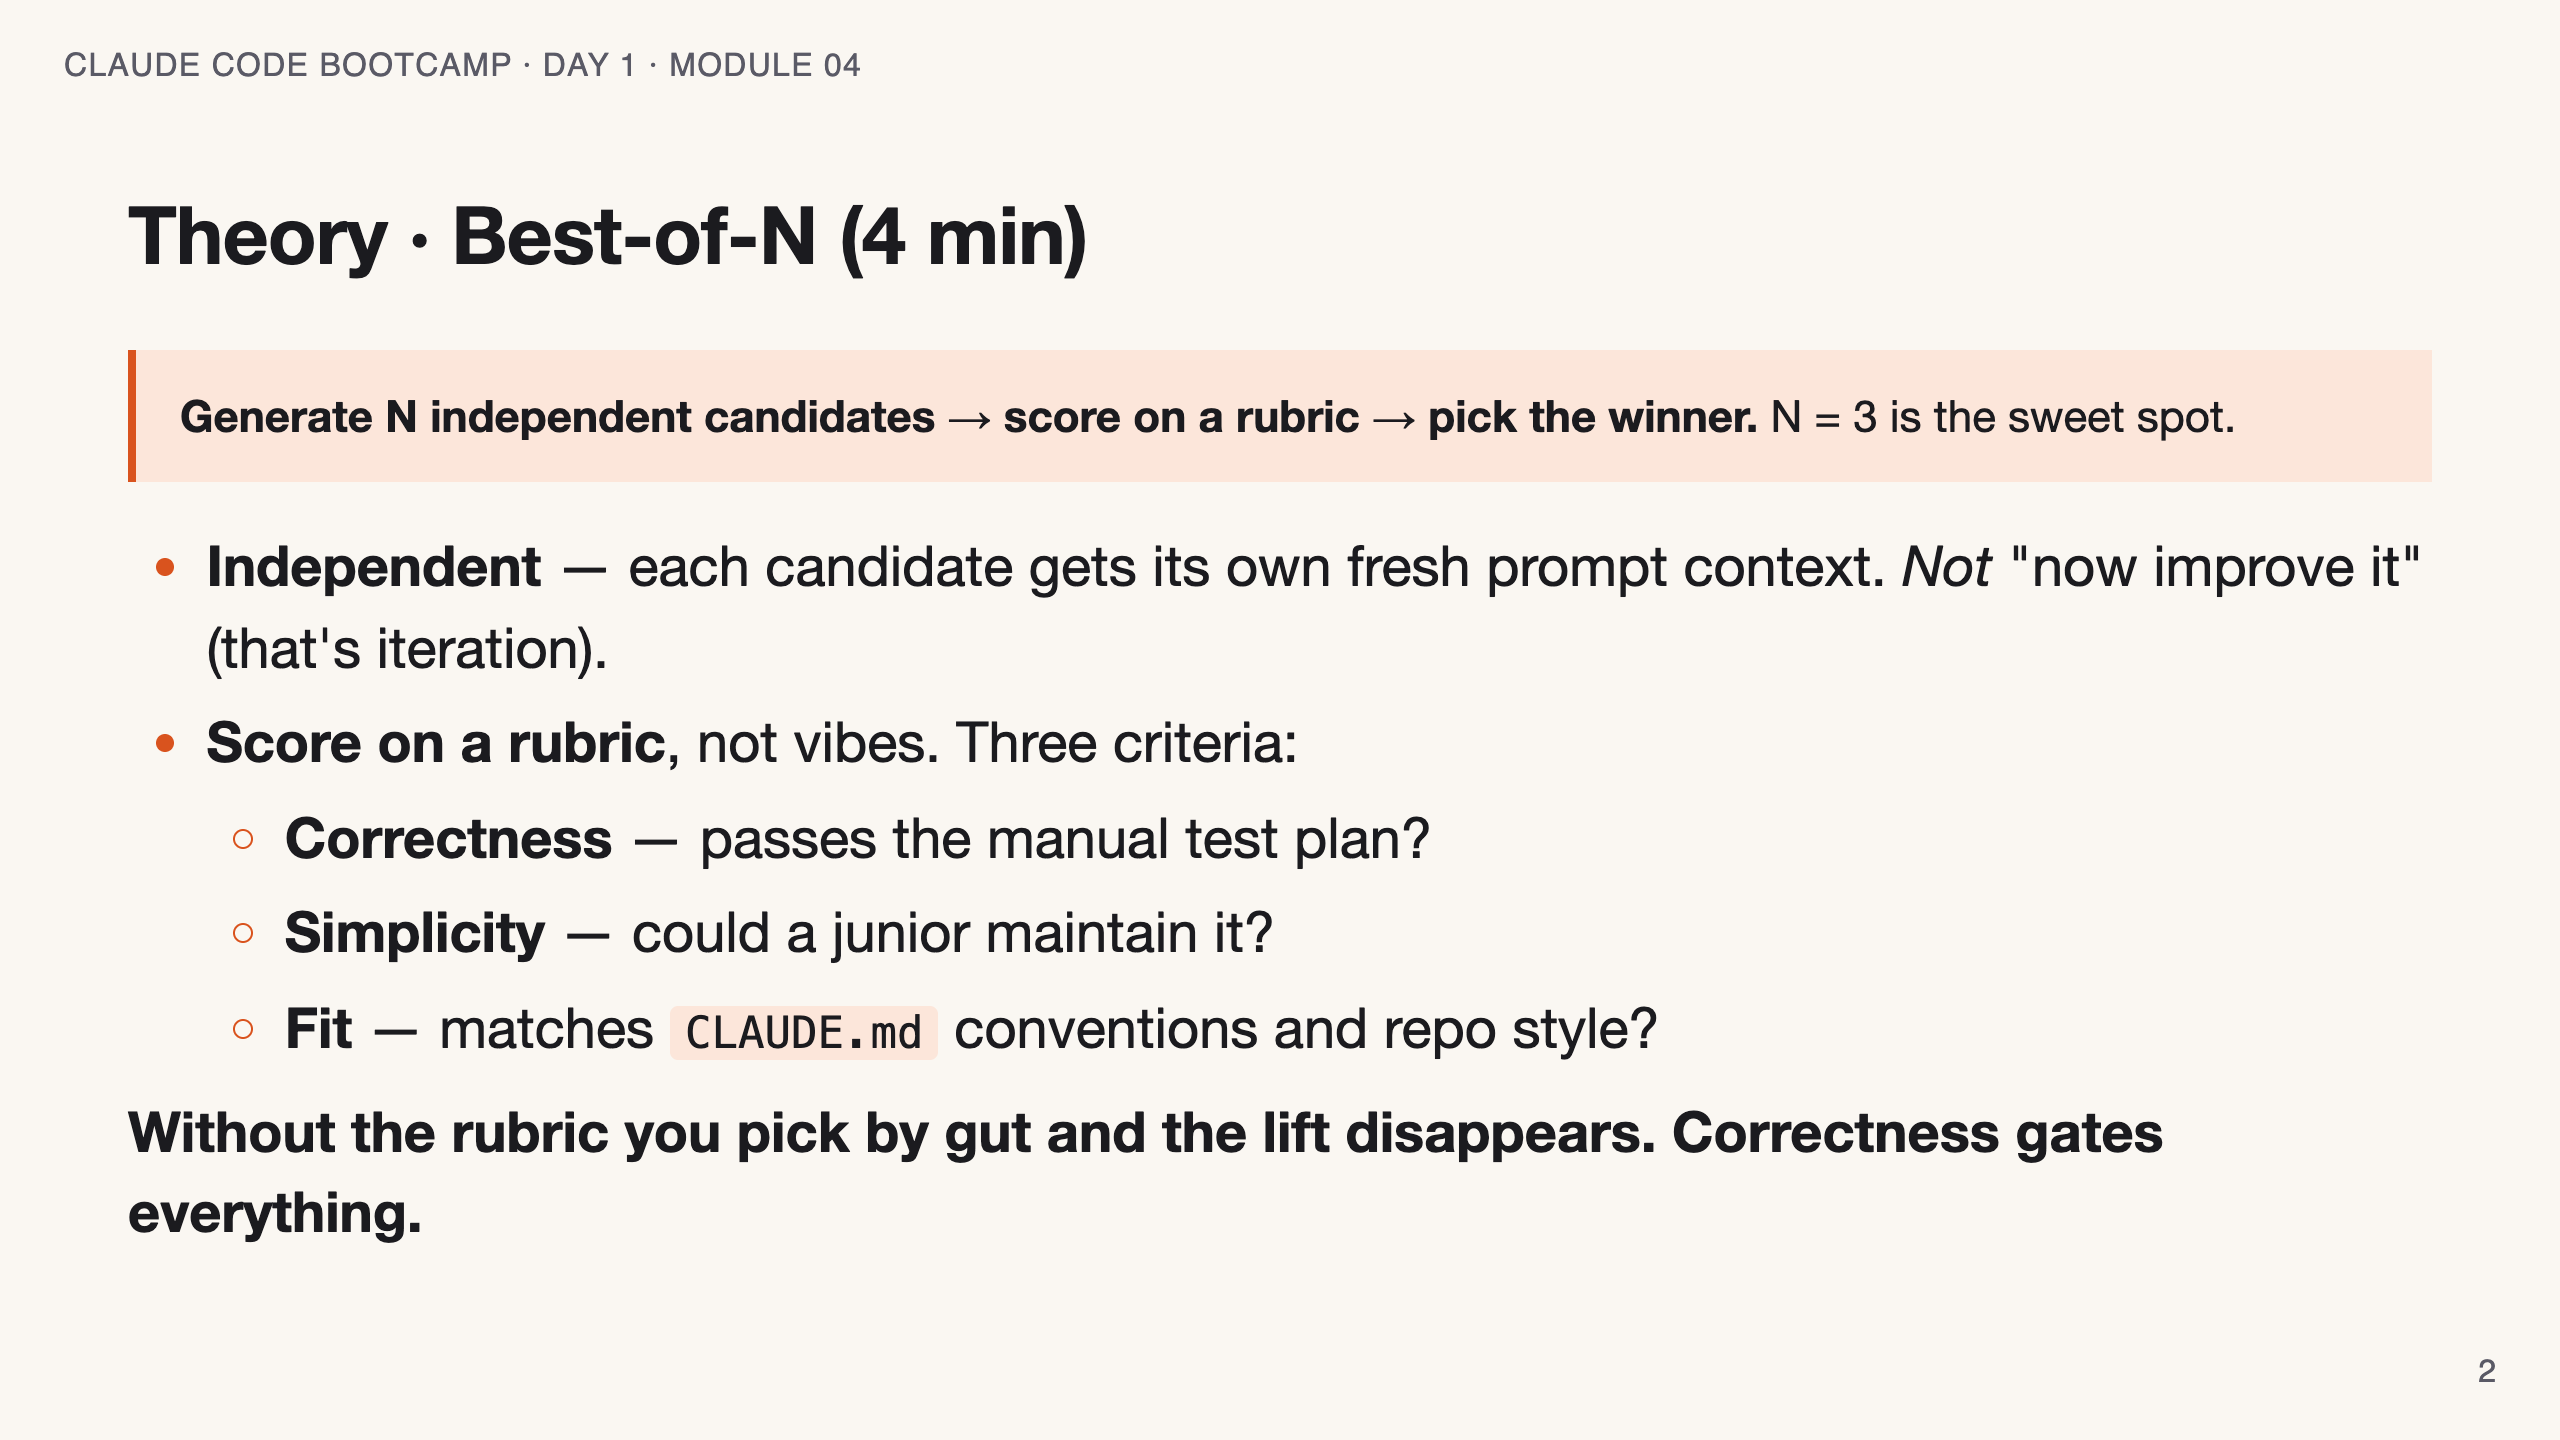 CLAUDE CODE BOOTCAMP · DAY 1 · MODULE 04
Theory · Best-of-N (4 min)
Generate N independent candidates → score on a rubric → pick the winner. N = 3 is the sweet spot.
• Independent — each candidate gets its own fresh prompt context. Not "now improve it"
(that's iteration).
• Score on a rubric, not vibes. Three criteria:
○ Correctness — passes the manual test plan?
○ Simplicity — could a junior maintain it?
○ Fit — matches CLAUDE.md conventions and repo style?
Without the rubric you pick by gut and the lift disappears. Correctness gates
everything.
2